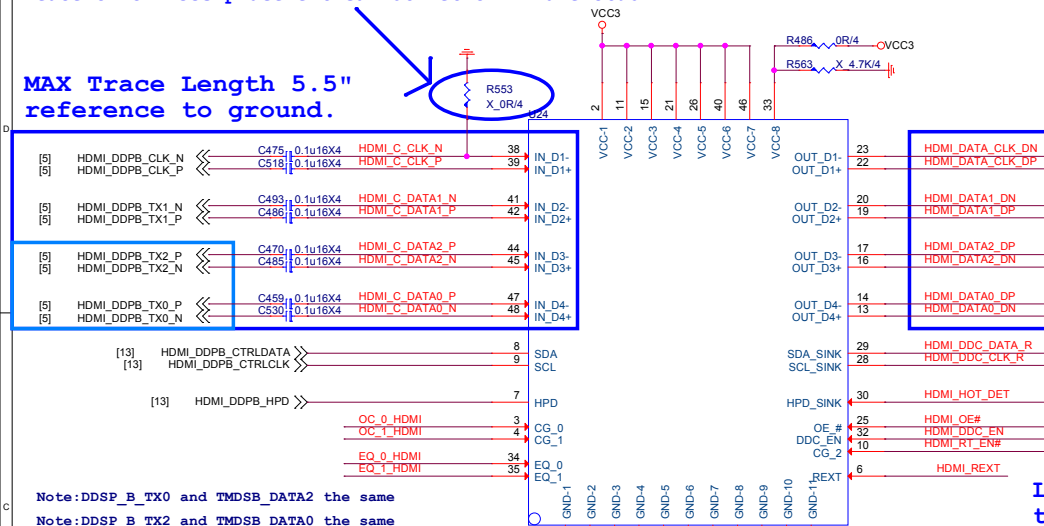 VCC3
R486 0R/4 VCC3
R563 X_4.7K/4
MAX Trace Length 5.5"
reference to ground.
R553
X_0R/4
U24
2 11 15 21 26 40 46 33
VCC-1 VCC-2 VCC-3 VCC-4 VCC-5 VCC-6 VCC-7 VCC-8
D
[5] HDMI_DDPB_CLK_N C475 0.1u16X4 HDMI_C_CLK_N 38 IN_D1- OUT_D1- 23 HDMI_DATA_CLK_DN
[5] HDMI_DDPB_CLK_P C518 0.1u16X4 HDMI_C_CLK_P 39 IN_D1+ OUT_D1+ 22 HDMI_DATA_CLK_DP
[5] HDMI_DDPB_TX1_N C493 0.1u16X4 HDMI_C_DATA1_N 41 IN_D2- OUT_D2- 20 HDMI_DATA1_DN
[5] HDMI_DDPB_TX1_P C486 0.1u16X4 HDMI_C_DATA1_P 42 IN_D2+ OUT_D2+ 19 HDMI_DATA1_DP
[5] HDMI_DDPB_TX2_P C470 0.1u16X4 HDMI_C_DATA2_P 44 IN_D3- OUT_D3- 17 HDMI_DATA2_DP
[5] HDMI_DDPB_TX2_N C485 0.1u16X4 HDMI_C_DATA2_N 45 IN_D3+ OUT_D3+ 16 HDMI_DATA2_DN
[5] HDMI_DDPB_TX0_P C459 0.1u16X4 HDMI_C_DATA0_P 47 IN_D4- OUT_D4- 14 HDMI_DATA0_DP
[5] HDMI_DDPB_TX0_N C530 0.1u16X4 HDMI_C_DATA0_N 48 IN_D4+ OUT_D4+ 13 HDMI_DATA0_DN
[13] HDMI_DDPB_CTRLDATA 8 SDA SDA_SINK 29 HDMI_DDC_DATA_R
[13] HDMI_DDPB_CTRLCLK 9 SCL SCL_SINK 28 HDMI_DDC_CLK_R
[13] HDMI_DDPB_HPD 7 HPD HPD_SINK 30 HDMI_HOT_DET
OC_0_HDMI 3 CG_0 OE_# 25 HDMI_OE#
OC_1_HDMI 4 CG_1 DDC_EN 32 HDMI_DDC_EN
CG_2 10 HDMI_RT_EN#
EQ_0_HDMI 34 EQ_0
EQ_1_HDMI 35 EQ_1 REXT 6 HDMI_REXT
GND-1 GND-2 GND-3 GND-4 GND-5 GND-6 GND-7 GND-8 GND-9 GND-10 GND-11
Note:DDSP_B_TX0 and TMDSB_DATA2 the same
C
Note:DDSP_B_TX2 and TMDSB_DATA0 the same